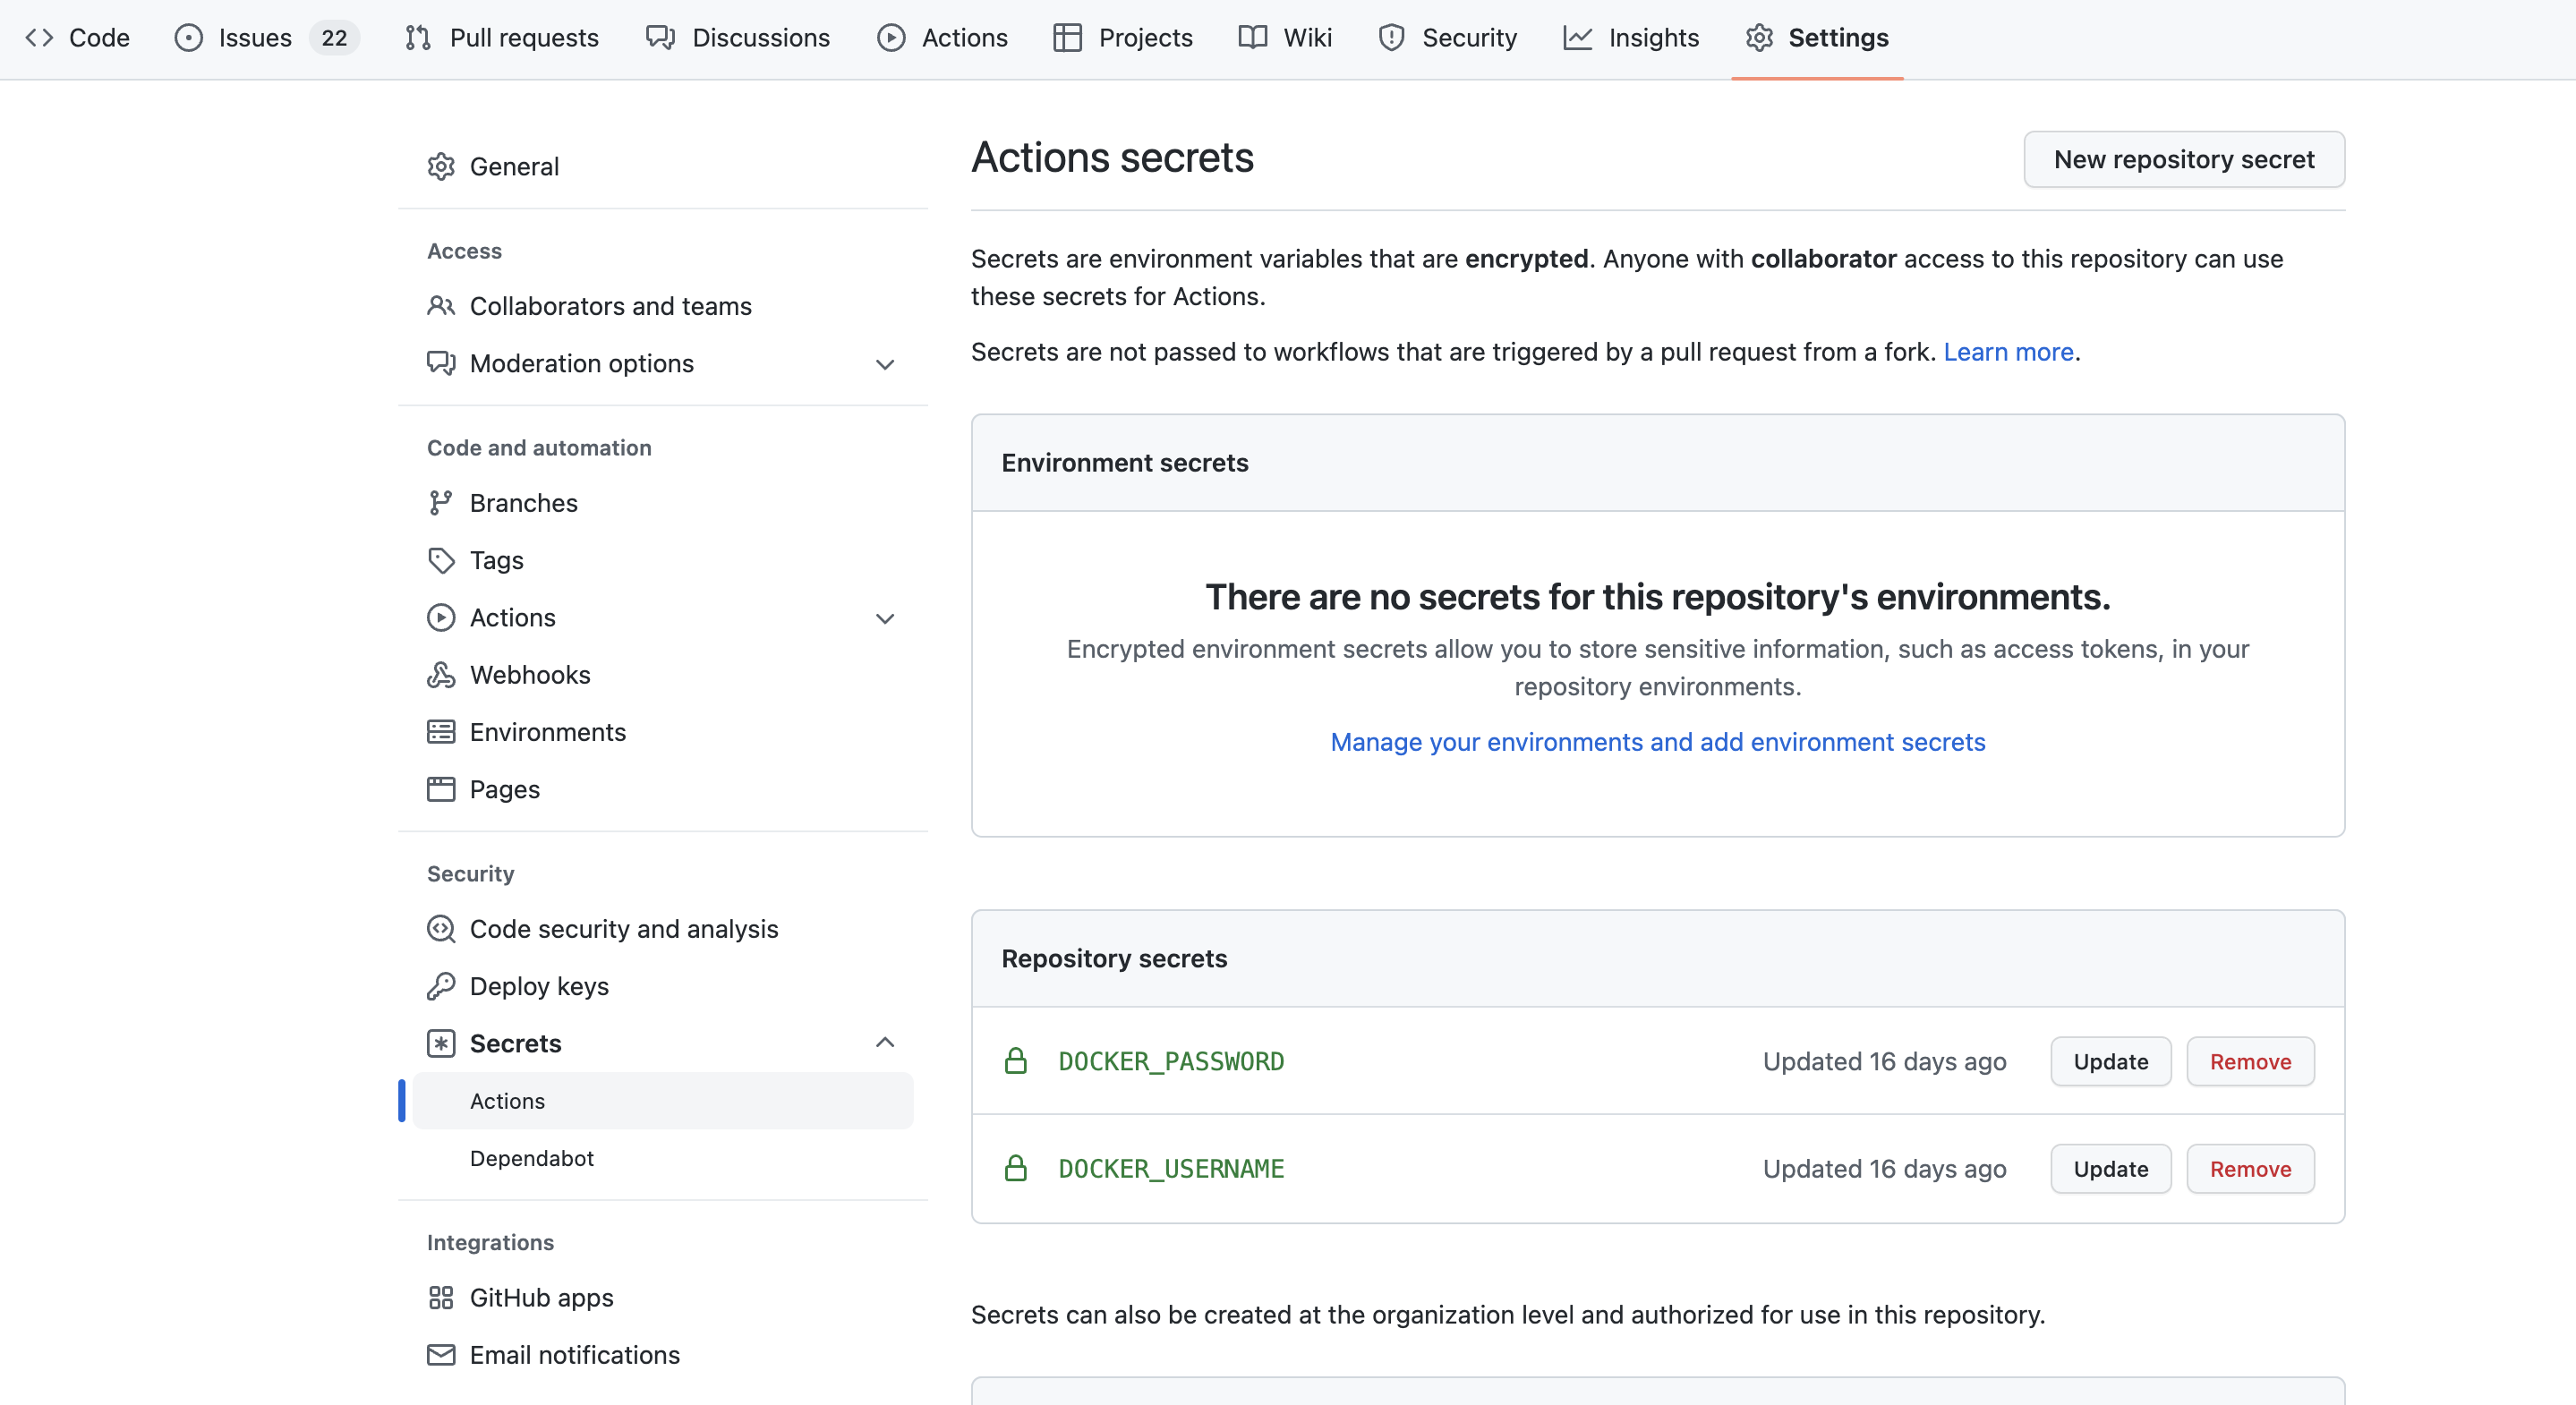 Code Issues 22 Pull requests Discussions Actions Projects Wiki Security Insights Settings
General
Access
Collaborators and teams
Moderation options
Code and automation
Branches
Tags
Actions
Webhooks
Environments
Pages
Security
Code security and analysis
Deploy keys
Secrets
Actions
Dependabot
Integrations
GitHub apps
Email notifications
Actions secrets
New repository secret
Secrets are environment variables that are encrypted. Anyone with collaborator access to this repository can use
these secrets for Actions.
Secrets are not passed to workflows that are triggered by a pull request from a fork. Learn more.
Environment secrets
There are no secrets for this repository's environments.
Encrypted environment secrets allow you to store sensitive information, such as access tokens, in your
repository environments.
Manage your environments and add environment secrets
Repository secrets
DOCKER_PASSWORD Updated 16 days ago Update Remove
DOCKER_USERNAME Updated 16 days ago Update Remove
Secrets can also be created at the organization level and authorized for use in this repository.